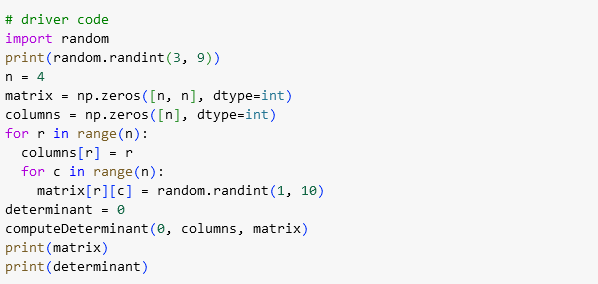 # driver code
import random
print(random.randint(3, 9))
n = 4
matrix = np.zeros([n, n], dtype=int)
columns = np.zeros([n], dtype=int)
for r in range(n):
  columns[r] = r
  for c in range(n):
    matrix[r][c] = random.randint(1, 10)
determinant = 0
computeDeterminant(0, columns, matrix)
print(matrix)
print(determinant)